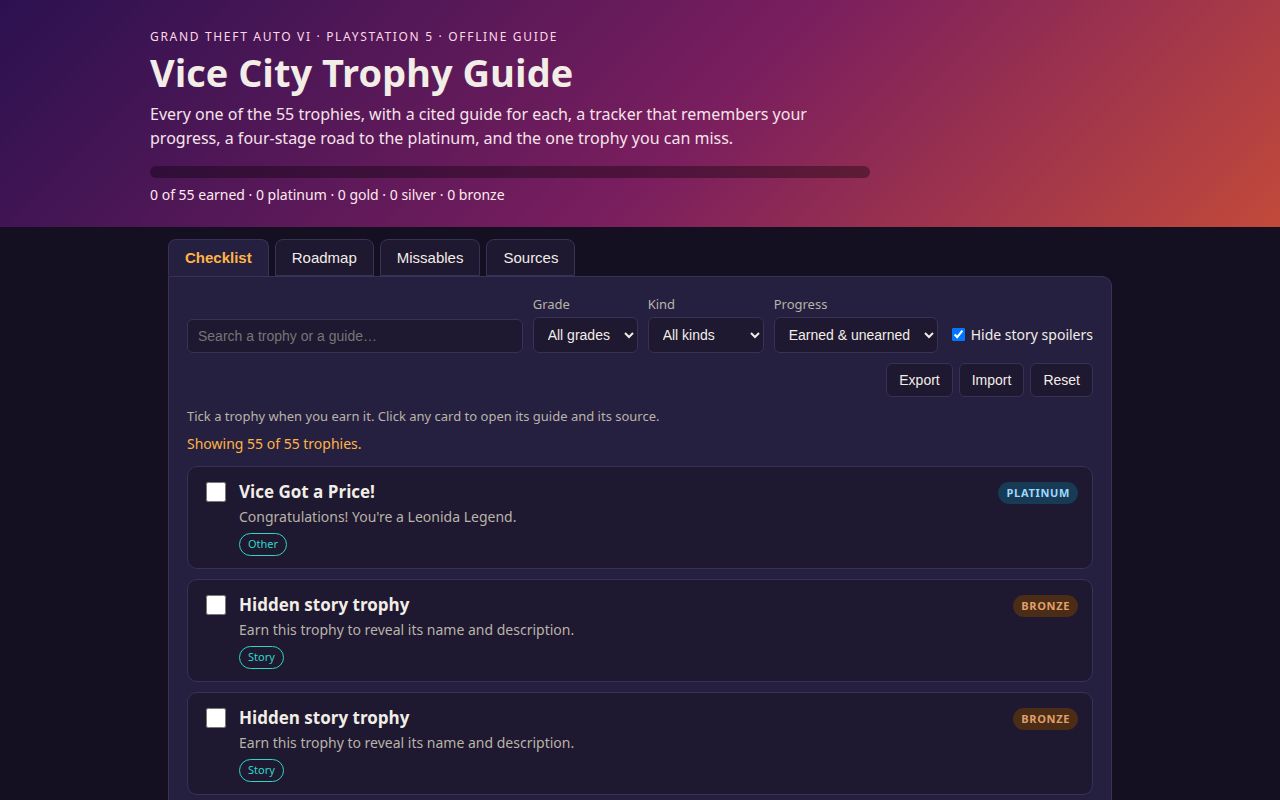 GRAND THEFT AUTO VI · PLAYSTATION 5 · OFFLINE GUIDE
Vice City Trophy Guide
Every one of the 55 trophies, with a cited guide for each, a tracker that remembers your
progress, a four-stage road to the platinum, and the one trophy you can miss.
0 of 55 earned · 0 platinum · 0 gold · 0 silver · 0 bronze
Checklist Roadmap Missables Sources
Grade Kind Progress
Search a trophy or a guide… All grades All kinds Earned & unearned Hide story spoilers
Export Import Reset
Tick a trophy when you earn it. Click any card to open its guide and its source.
Showing 55 of 55 trophies.
Vice Got a Price! PLATINUM
Congratulations! You're a Leonida Legend.
Other
Hidden story trophy BRONZE
Earn this trophy to reveal its name and description.
Story
Hidden story trophy BRONZE
Earn this trophy to reveal its name and description.
Story